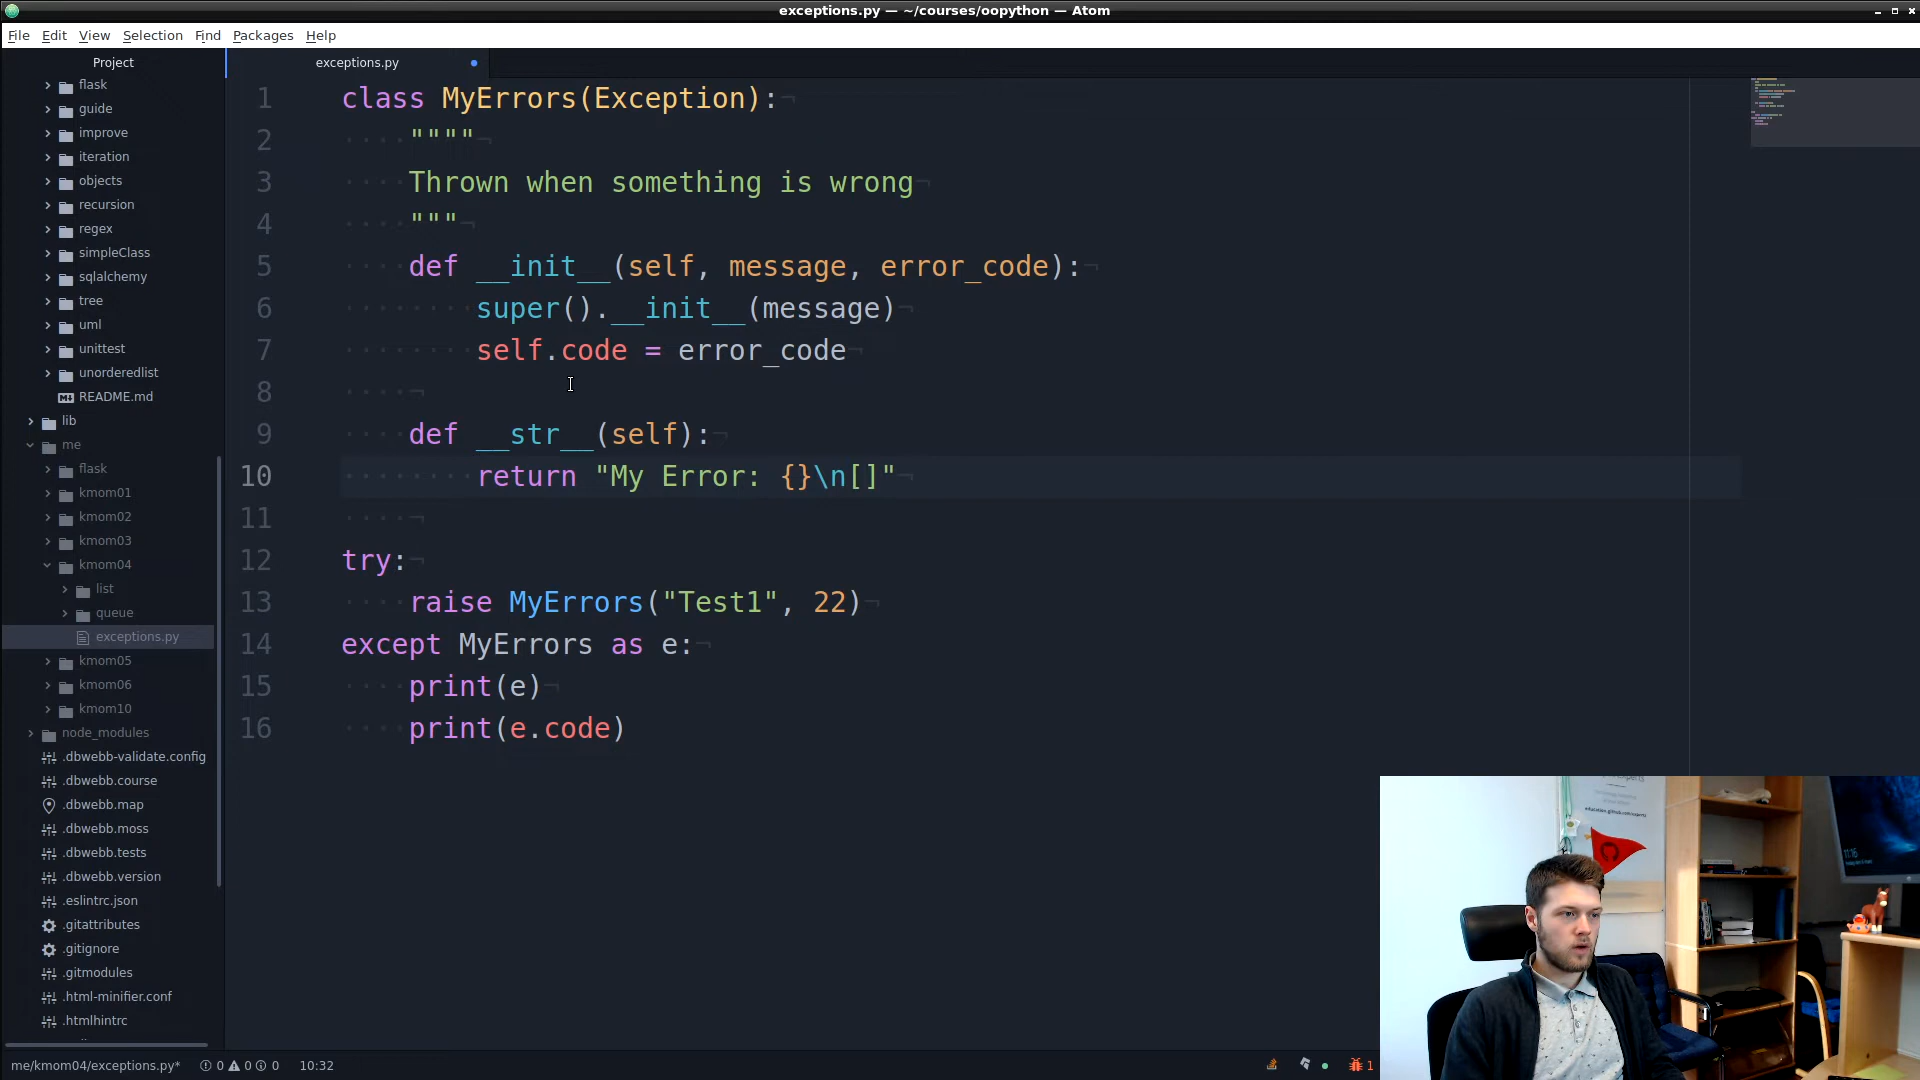 exceptions.py — ~/courses/oopython — Atom
File Edit View Selection Find Packages Help
Project
flask
guide
improve
iteration
objects
recursion
regex
simpleClass
sqlalchemy
tree
uml
unittest
unorderedlist
README.md
lib
me
flask
kmom01
kmom02
kmom03
kmom04
list
queue
exceptions.py
kmom05
kmom06
kmom10
node_modules
.dbwebb-validate.config
.dbwebb.course
.dbwebb.map
.dbwebb.moss
.dbwebb.tests
.dbwebb.version
.eslintrc.json
.gitattributes
.gitignore
.gitmodules
.html-minifier.conf
.htmlhintrc
exceptions.py
1 class MyErrors(Exception):
2 """"
3 Thrown when something is wrong
4 """
5 def __init__(self, message, error_code):
6 super().__init__(message)
7 self.code = error_code
8
9 def __str__(self):
10 return "My Error: {}\n[]"
11
12 try:
13 raise MyErrors("Test1", 22)
14 except MyErrors as e:
15 print(e)
16 print(e.code)
me/kmom04/exceptions.py* 0 0 0 10:32
1
11:16